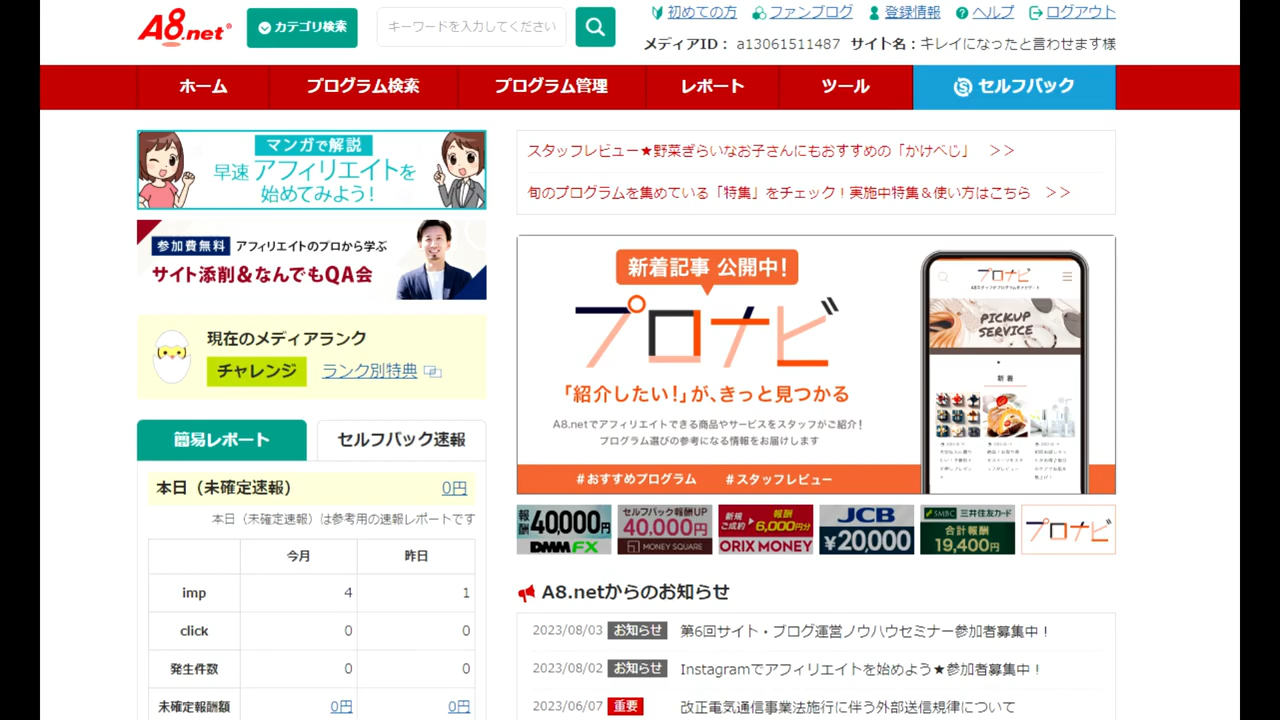 A8.net
カテゴリ検索
キーワードを入力してください
初めての方
ファンブログ
登録情報
ヘルプ
ログアウト
メディアID： a13061511487 サイト名：キレイになったと言わせます様
ホーム
プログラム検索
プログラム管理
レポート
ツール
セルフバック
マンガで解説
早速 アフィリエイトを
始めてみよう！
参加費無料 アフィリエイトのプロから学ぶ
サイト添削&なんでもQA会
現在のメディアランク
チャレンジ ランク別特典
簡易レポート
セルフバック速報
本日（未確定速報） 0円
本日（未確定速報）は参考用の速報レポートです
今月 昨日
imp 4 1
click 0 0
発生件数 0 0
未確定報酬額 0円 0円
スタッフレビュー★野菜ぎらいなお子さんにもおすすめの「かけべじ」 >>
旬のプログラムを集めている「特集」をチェック！実施中特集＆使い方はこちら >>
新着記事 公開中！
プロナビ
「紹介したい！」が、きっと見つかる
A8.netでアフィリエイトできる商品やサービスをスタッフがご紹介！
プログラム選びの参考になる情報をお届けします
#おすすめプログラム #スタッフレビュー
プロナビ
PICKUP
SERVICE
新着
報酬 40,000円
DMM FX
セルフバック報酬UP
40,000円
MONEY SQUARE
新規ご成約 報酬 6,000円分
ORIX MONEY
JCB
¥20,000
SMBC 三井住友カード
合計報酬
19,400円
プロナビ
A8.netからのお知らせ
2023/08/03 お知らせ 第6回サイト・ブログ運営ノウハウセミナー参加者募集中！
2023/08/02 お知らせ Instagramでアフィリエイトを始めよう★参加者募集中！
2023/06/07 重要 改正電気通信事業法施行に伴う外部送信規律について